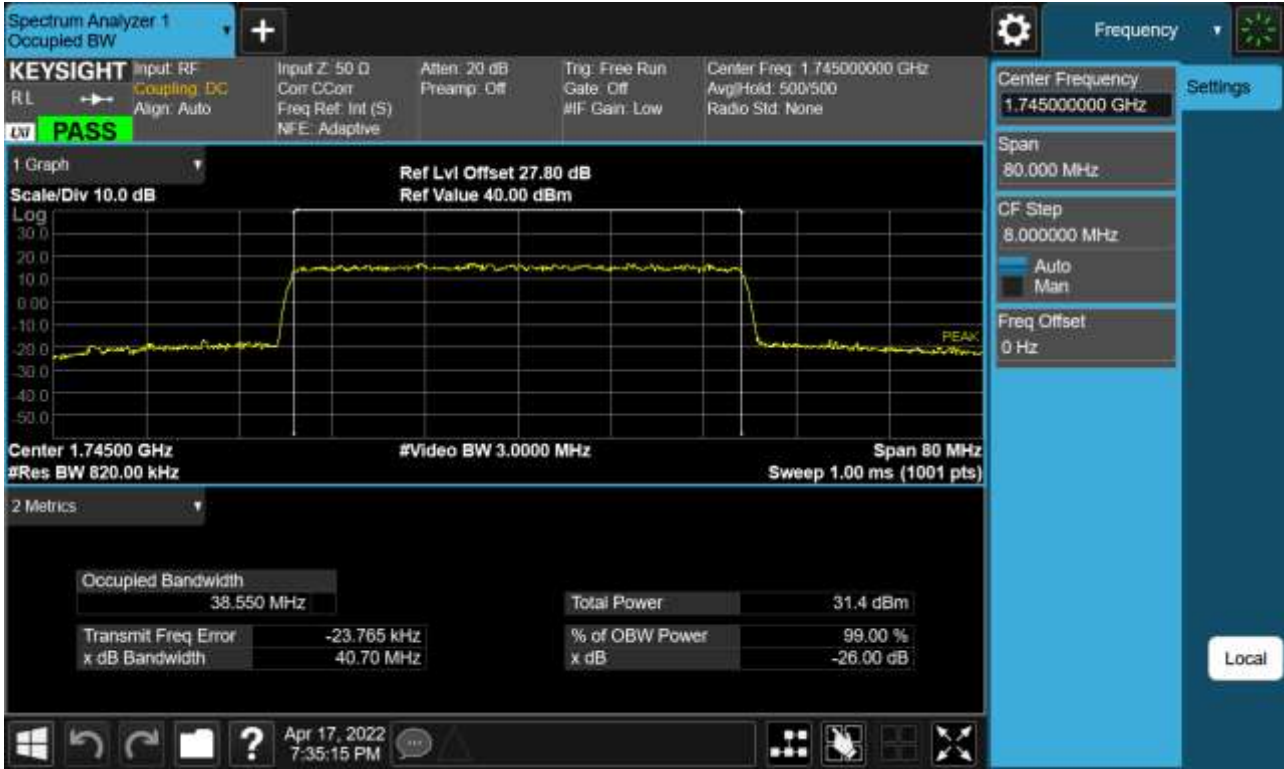 Spectrum Analyzer 1
Occupied BW
Frequency
KEYSIGHT
Input: RF
Coupling: DC
Align: Auto
Input Z: 50 Ω
Corr CCorr
Freq Ref: Int (S)
NFE: Adaptive
Atten: 20 dB
Preamp: Off
Trig: Free Run
Gate: Off
#IF Gain: Low
Center Freq: 1.745000000 GHz
Avg|Hold: 500/500
Radio Std: None
RL
LXI
PASS
Center Frequency
1.745000000 GHz
Settings
Span
80.000 MHz
CF Step
8.000000 MHz
Auto
Man
Freq Offset
0 Hz
1 Graph
Scale/Div 10.0 dB
Ref Lvl Offset 27.80 dB
Ref Value 40.00 dBm
Log
30.0
20.0
10.0
0.00
-10.0
-20.0
-30.0
-40.0
-50.0
PEAK
Center 1.74500 GHz
#Video BW 3.0000 MHz
Span 80 MHz
#Res BW 820.00 kHz
Sweep 1.00 ms (1001 pts)
2 Metrics
Occupied Bandwidth
38.550 MHz
Total Power 31.4 dBm
Transmit Freq Error -23.765 kHz
% of OBW Power 99.00 %
x dB Bandwidth 40.70 MHz
x dB -26.00 dB
Local
Apr 17, 2022
7:35:15 PM